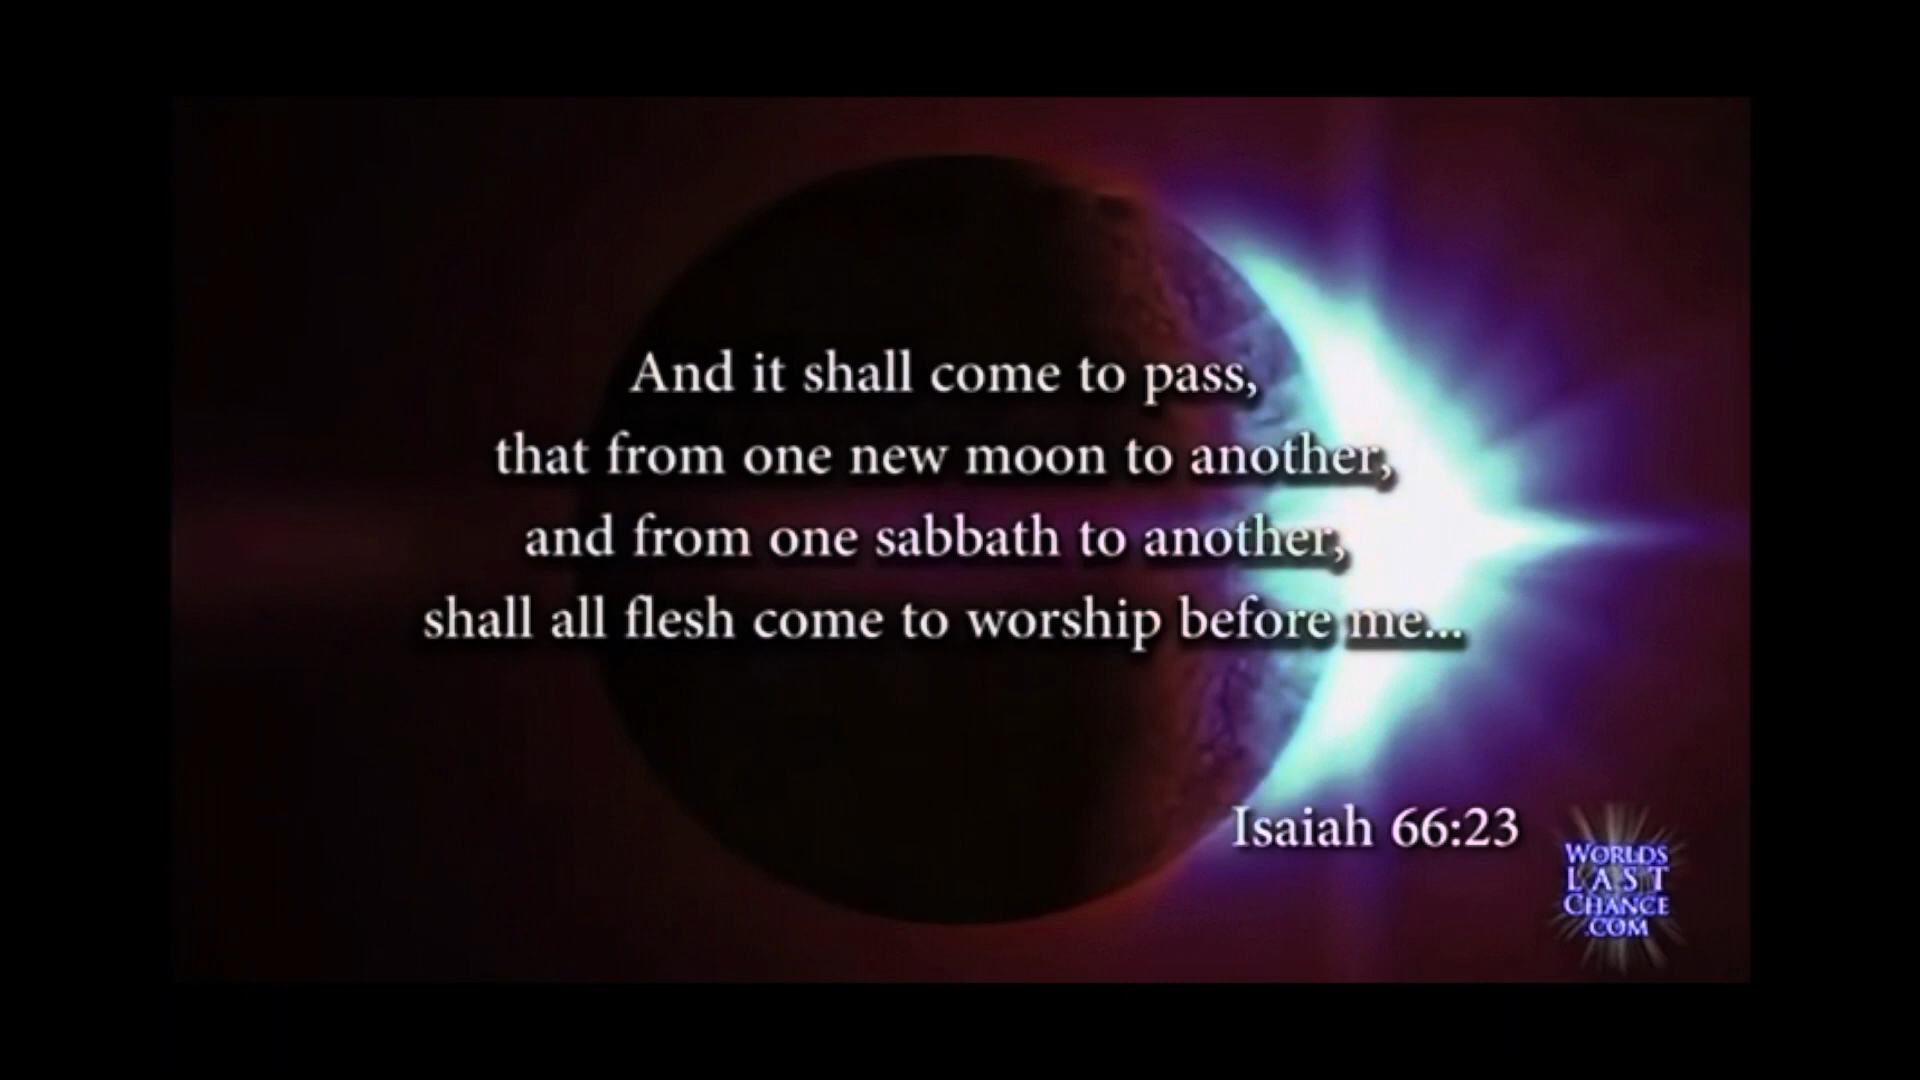 And it shall come to pass,
that from one new moon to another,
and from one sabbath to another,
shall all flesh come to worship before me...
Isaiah 66:23
WORLDS
LAST
CHANCE
.COM